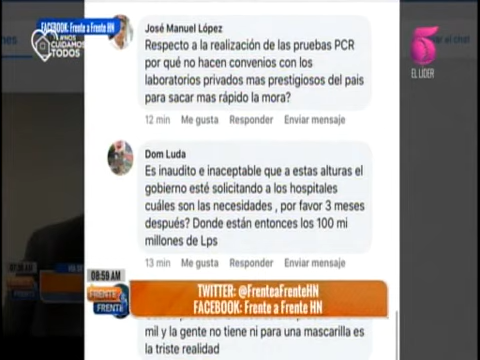 FACEBOOK: Frente a Frente HN
CUIDAMOS
TODOS
José Manuel López
Respecto a la realización de las pruebas PCR
por qué no hacen convenios con los
laboratorios privados mas prestigiosos del pais
para sacar mas rápido la mora?
12 min Me gusta Responder Enviar mensaje
5
EL LIDER
el chat
Dom Luda
Es inaudito e inaceptable que a estas alturas el
gobierno esté solicitando a los hospitales
cuáles son las necesidades , por favor 3 meses
después? Donde están entonces los 100 mi
millones de Lps
13 min Me gusta Responder Enviar mensaje
08:59 AM
FRENTE
FRENTE
TWITTER: @FrenteaFrenteHN
FACEBOOK: Frente a Frente HN
mil y la gente no tiene ni para una mascarilla es
la triste realidad